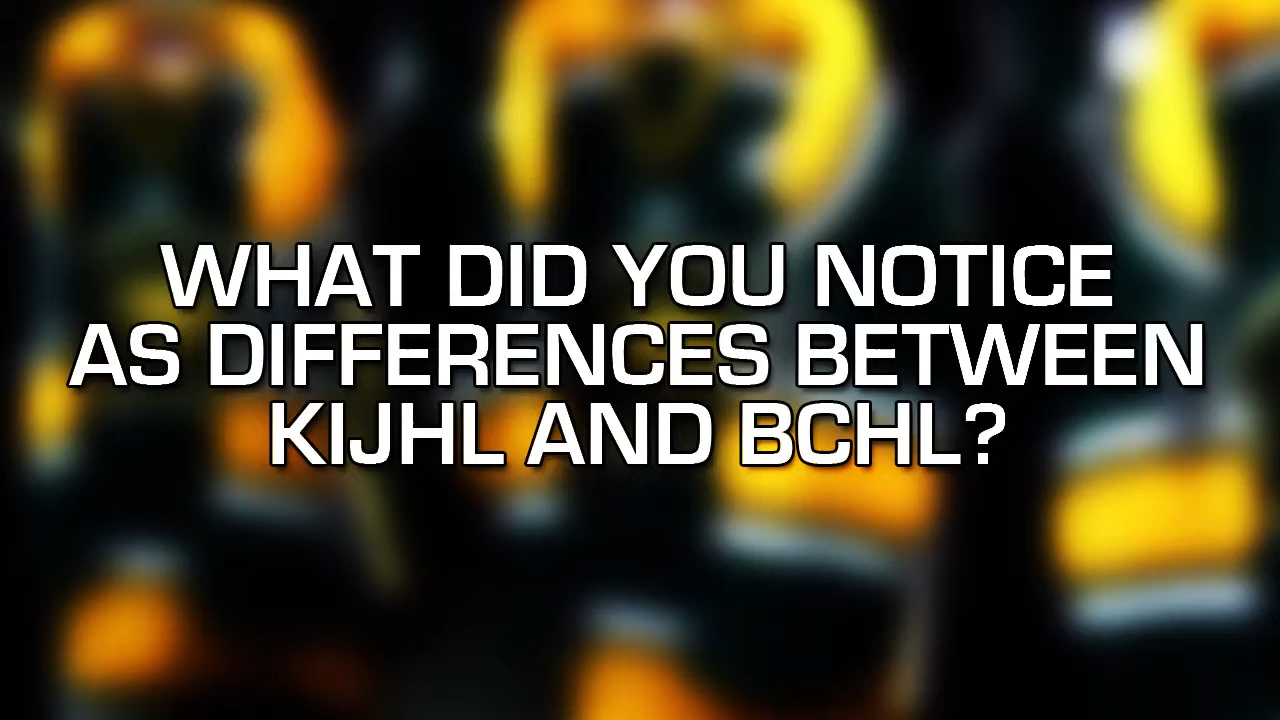 WHAT DID YOU NOTICE
AS DIFFERENCES BETWEEN
KIJHL AND BCHL?